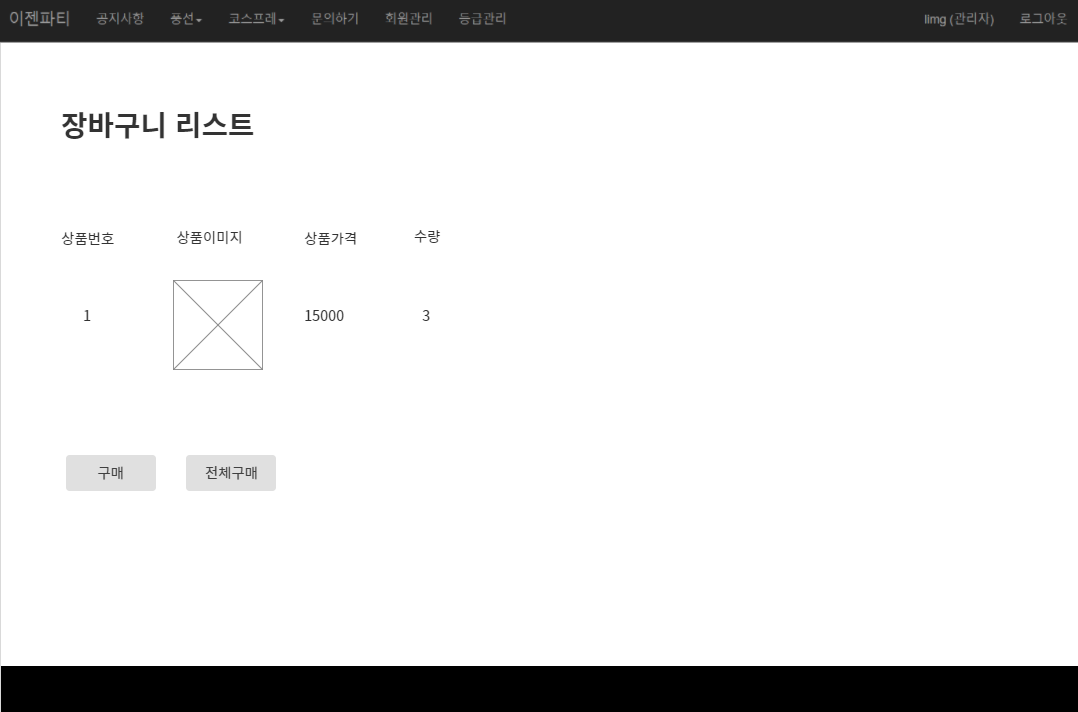 이젠파티 공지사항 풍선 코스프레 문의하기 회원관리 등급관리 limg (관리자) 로그아웃
장바구니 리스트
상품번호 상품이미지 상품가격 수량
1 15000 3
구매 전체구매